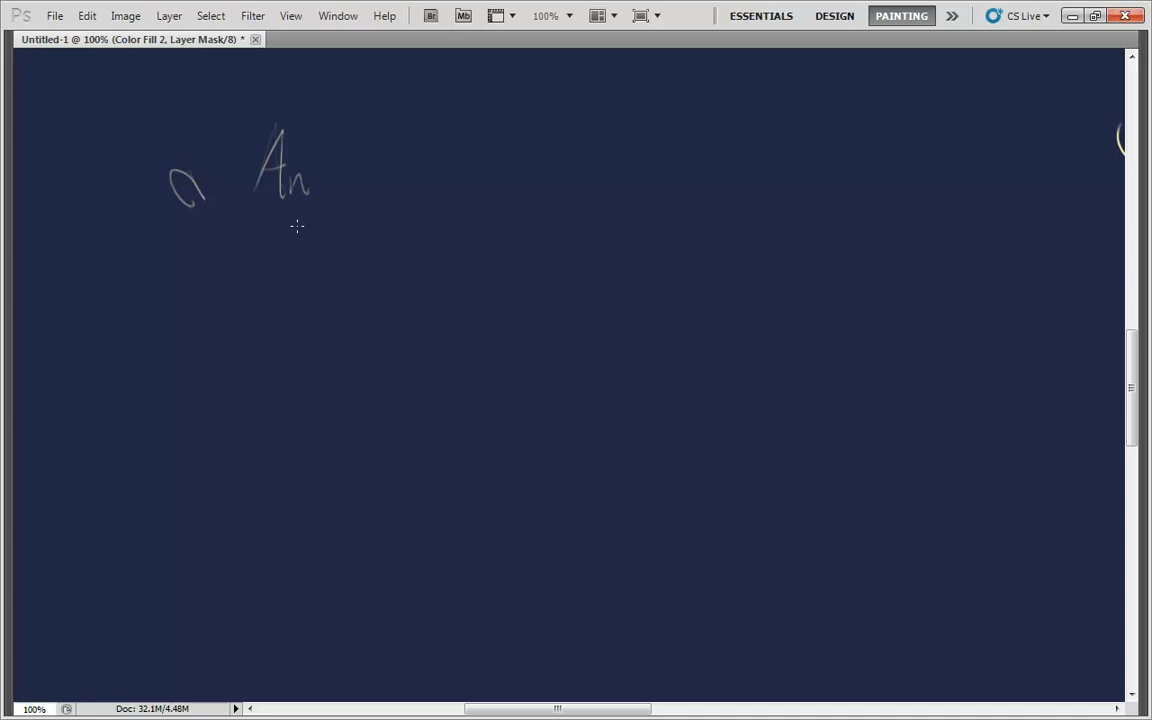 Ps File Edit Image Layer Select Filter View Window Help Br Mb 100% ESSENTIALS DESIGN PAINTING CS Live
Untitled-1 @ 100% (Color Fill 2, Layer Mask/8) *
An
100% Doc: 32.1M/4.48M